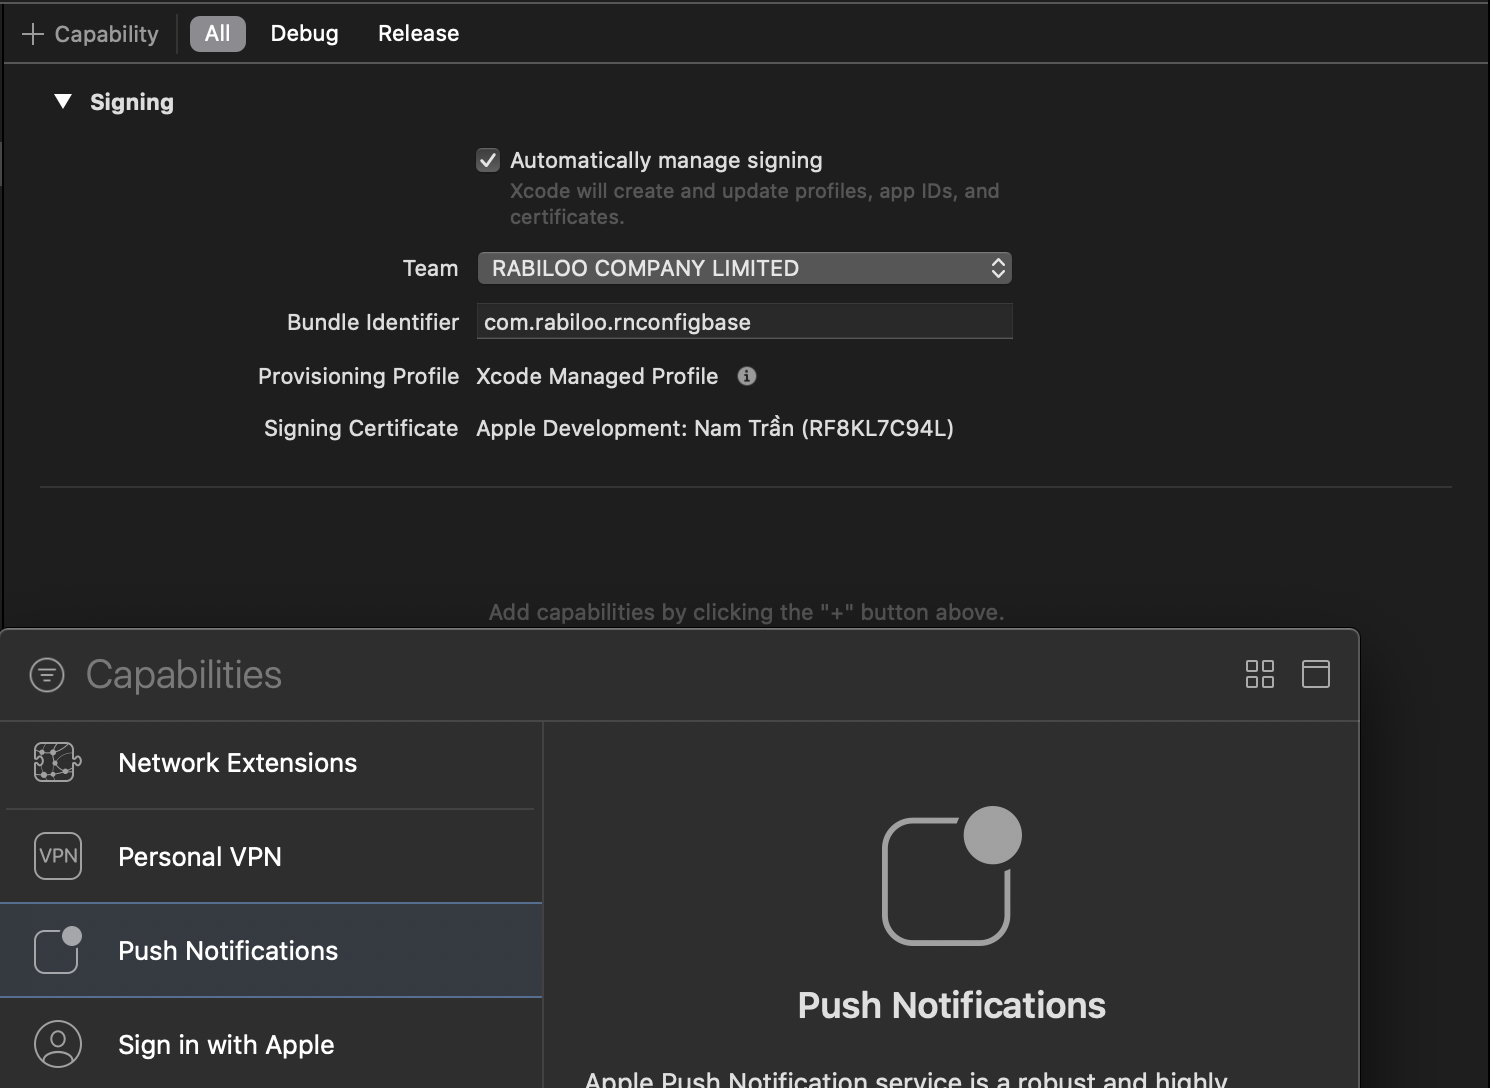 + Capability All Debug Release
Signing
Automatically manage signing
Xcode will create and update profiles, app IDs, and
certificates.
Team RABILOO COMPANY LIMITED
Bundle Identifier com.rabiloo.rnconfigbase
Provisioning Profile Xcode Managed Profile
Signing Certificate Apple Development: Nam Trần (RF8KL7C94L)
Add capabilities by clicking the "+" button above.
Capabilities
Network Extensions
VPN Personal VPN
Push Notifications
Sign in with Apple
Push Notifications
Apple Push Notification service is a robust and highly